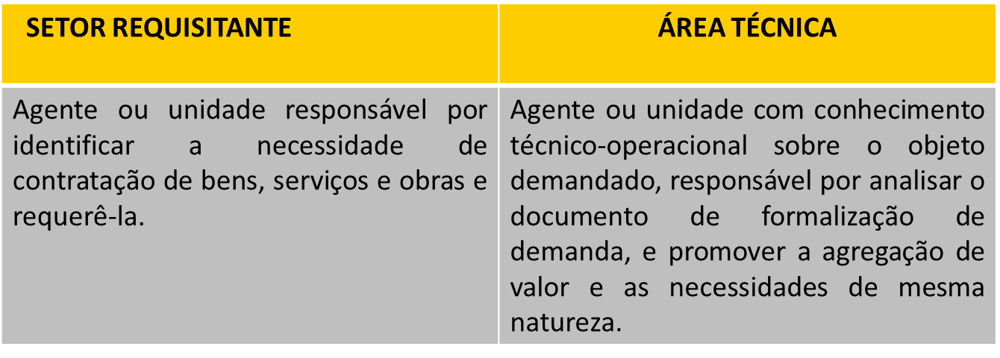 SETOR REQUISITANTE
ÁREA TÉCNICA
Agente ou unidade responsável por
identificar a necessidade de
contratação de bens, serviços e obras e
requerê-la.
Agente ou unidade com conhecimento
técnico-operacional sobre o objeto
demandado, responsável por analisar o
documento de formalização de
demanda, e promover a agregação de
valor e as necessidades de mesma
natureza.